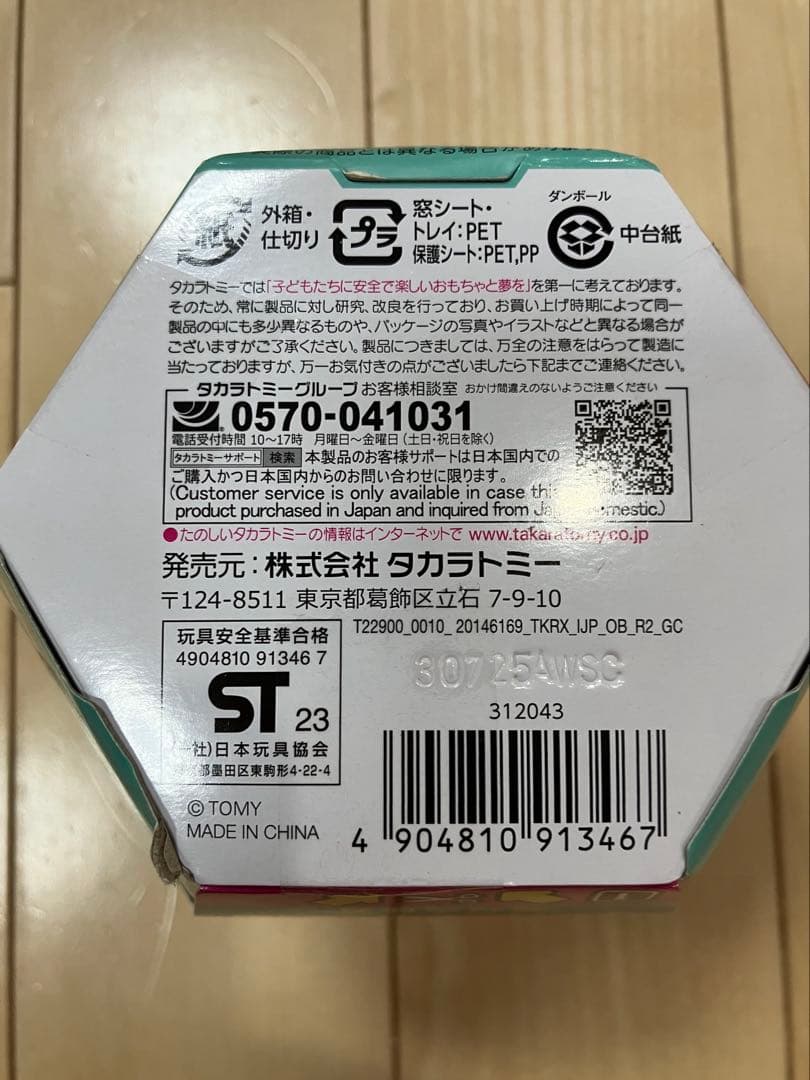 紙
外箱・
仕切り
プラ
窓シート・
トレイ:PET
保護シート:PET,PP
ダンボール
中台紙
タカラトミーでは「子どもたちに安全で楽しいおもちゃと夢を」を第一に考えております。
そのため、常に製品に対し研究、改良を行っており、お買い上げ時期によって同一
製品の中にも多少異なるものや、パッケージの写真やイラストなどと異なる場合が
ございますがご了承ください。製品につきましては、万全の注意をはらって製造に
当たっておりますが、万一お気付きの点がございましたら下記までご連絡ください。
タカラトミーグループ お客様相談室 おかけ間違えのないようご注意ください
0570-041031
電話受付時間 10〜17時 月曜日〜金曜日(土日・祝日を除く)
タカラトミーサポート 検索 本製品のお客様サポートは日本国内での
ご購入かつ日本国内からのお問い合わせに限ります。
(Customer service is only available in case this
product purchased in Japan and inquired from Japan domestic.)
●たのしいタカラトミーの情報はインターネットで www.takaratomy.co.jp
発売元:株式会社 タカラトミー
〒124-8511 東京都葛飾区立石 7-9-10
玩具安全基準合格
4904810 91346 7
ST 23
社)日本玩具協会
都墨田区東駒形4-22-4
T22900_0010_ 20146169_TKRX_IJP_OB_R2_GC
30725AWSC
312043
© TOMY
MADE IN CHINA
4 904810 913467